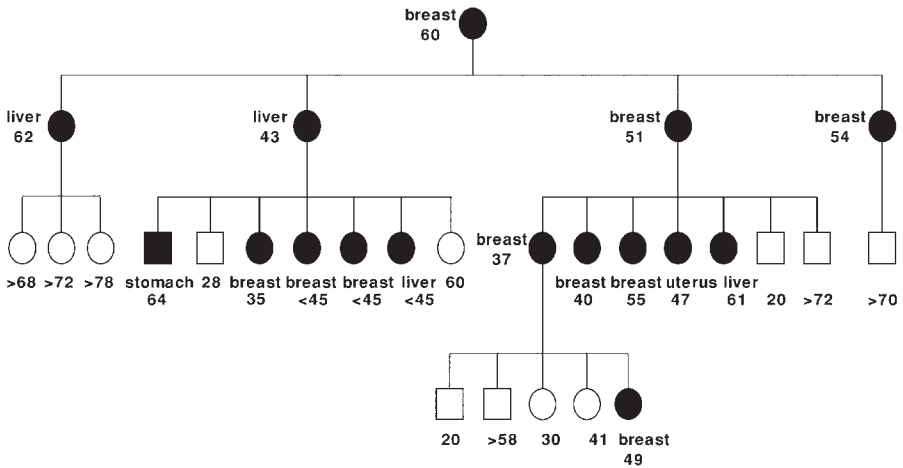 breast
60
liver
62
liver
43
breast
51
breast
54
breast
37
>68 >72 >78 stomach 28 breast breast breast liver 60
64 35 <45 <45 <45
breast breast uterus liver 20 >72 >70
40 55 47 61
20 >58 30 41 breast
49